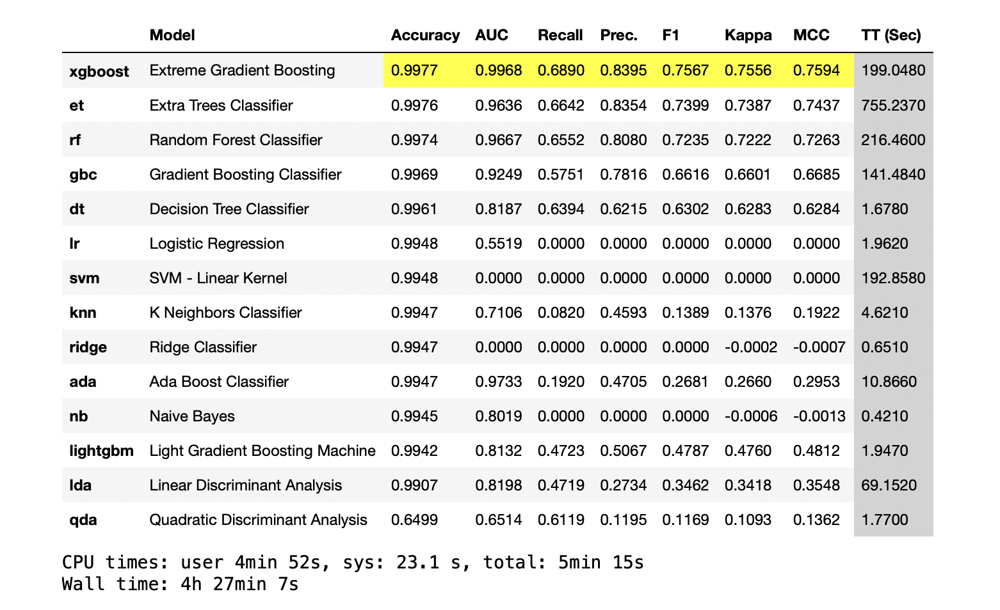 Model Accuracy AUC Recall Prec. F1 Kappa MCC TT (Sec)
xgboost Extreme Gradient Boosting 0.9977 0.9968 0.6890 0.8395 0.7567 0.7556 0.7594 199.0480
et Extra Trees Classifier 0.9976 0.9636 0.6642 0.8354 0.7399 0.7387 0.7437 755.2370
rf Random Forest Classifier 0.9974 0.9667 0.6552 0.8080 0.7235 0.7222 0.7263 216.4600
gbc Gradient Boosting Classifier 0.9969 0.9249 0.5751 0.7816 0.6616 0.6601 0.6685 141.4840
dt Decision Tree Classifier 0.9961 0.8187 0.6394 0.6215 0.6302 0.6283 0.6284 1.6780
lr Logistic Regression 0.9948 0.5519 0.0000 0.0000 0.0000 0.0000 0.0000 1.9620
svm SVM - Linear Kernel 0.9948 0.0000 0.0000 0.0000 0.0000 0.0000 0.0000 192.8580
knn K Neighbors Classifier 0.9947 0.7106 0.0820 0.4593 0.1389 0.1376 0.1922 4.6210
ridge Ridge Classifier 0.9947 0.0000 0.0000 0.0000 0.0000 -0.0002 -0.0007 0.6510
ada Ada Boost Classifier 0.9947 0.9733 0.1920 0.4705 0.2681 0.2660 0.2953 10.8660
nb Naive Bayes 0.9945 0.8019 0.0000 0.0000 0.0000 -0.0006 -0.0013 0.4210
lightgbm Light Gradient Boosting Machine 0.9942 0.8132 0.4723 0.5067 0.4787 0.4760 0.4812 1.9470
lda Linear Discriminant Analysis 0.9907 0.8198 0.4719 0.2734 0.3462 0.3418 0.3548 69.1520
qda Quadratic Discriminant Analysis 0.6499 0.6514 0.6119 0.1195 0.1169 0.1093 0.1362 1.7700
CPU times: user 4min 52s, sys: 23.1 s, total: 5min 15s
Wall time: 4h 27min 7s